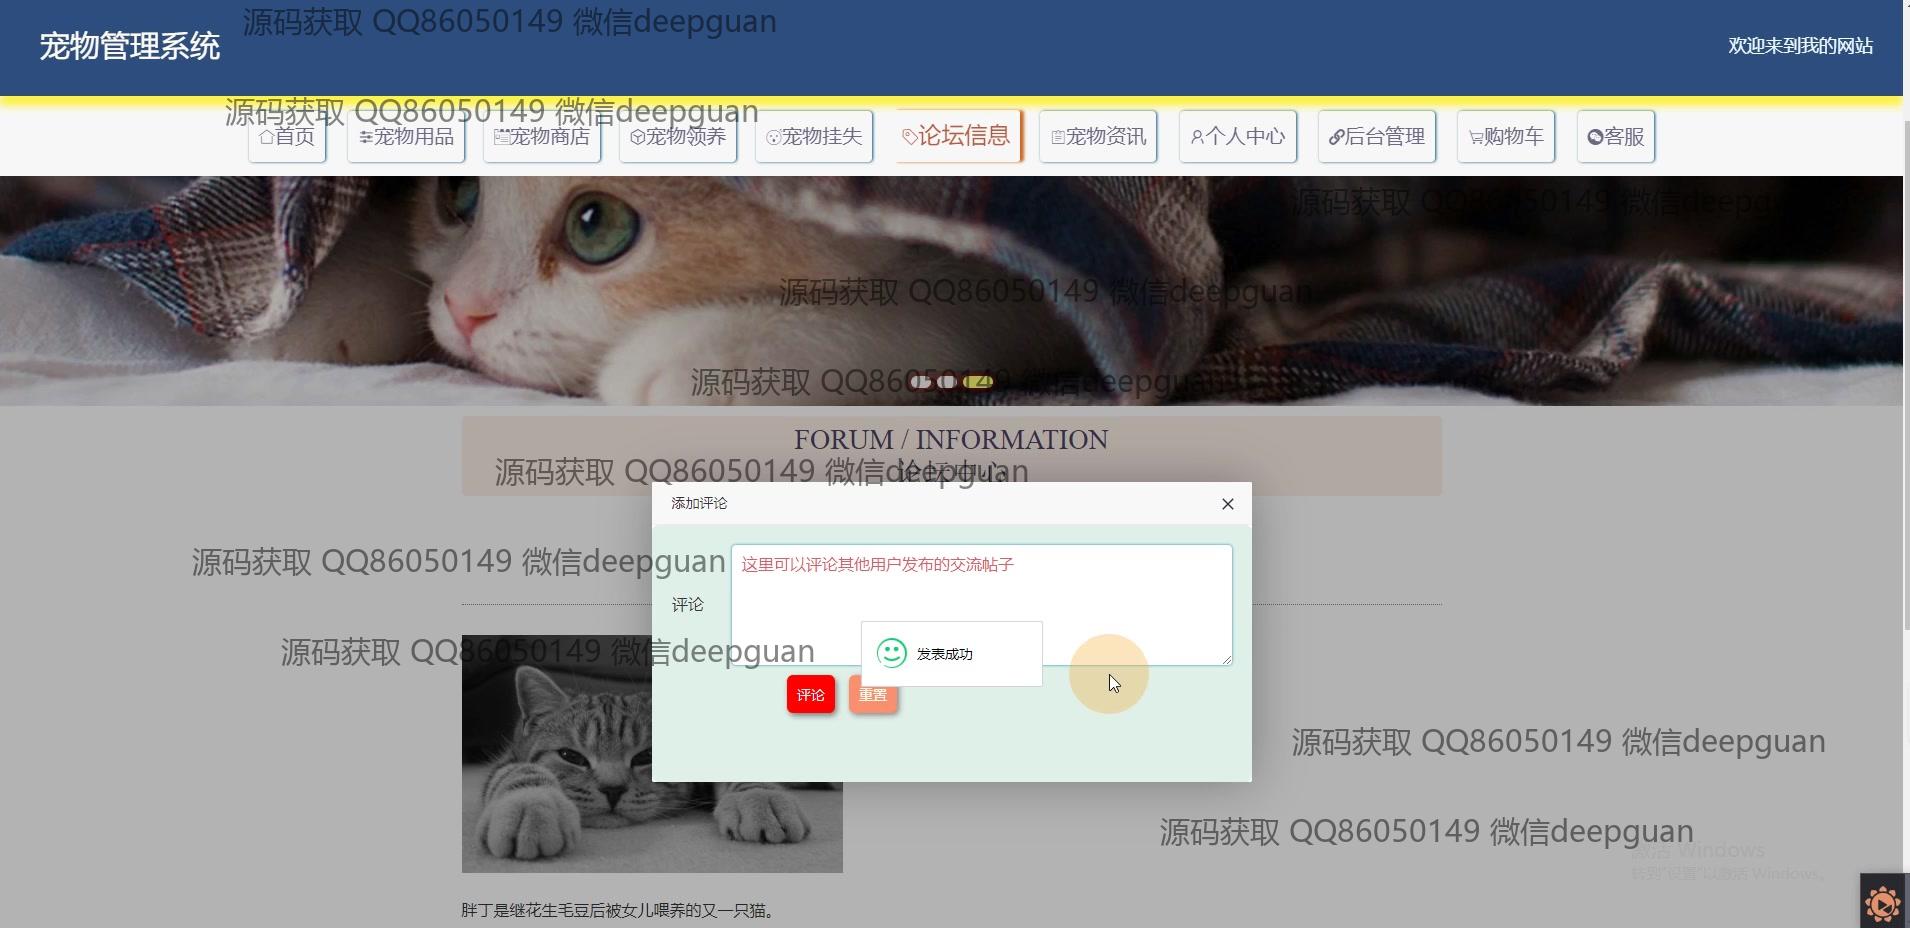 源码获取 QQ86050149 微信deepguan
宠物管理系统
欢迎来到我的网站
源码获取 QQ86050149 微信deepguan
首页
宠物用品
宠物商店
宠物领养
宠物挂失
论坛信息
宠物资讯
个人中心
后台管理
购物车
客服
源码获取 QQ86050149 微信deepgu
源码获取 QQ86050149 微信deepguan
源码获取 QQ86050149 微信deepguan
FORUM / INFORMATION
论坛中心
源码获取 QQ86050149 微信deepguan
添加评论
源码获取 QQ86050149 微信deepguan
这里可以评论其他用户发布的交流帖子
评论
源码获取 QQ86050149 微信deepguan
发表成功
评论
重置
源码获取 QQ86050149 微信deepguan
源码获取 QQ86050149 微信deepguan
激活 Windows
转到"设置"以激活 Windows。
胖丁是继花生毛豆后被女儿喂养的又一只猫。